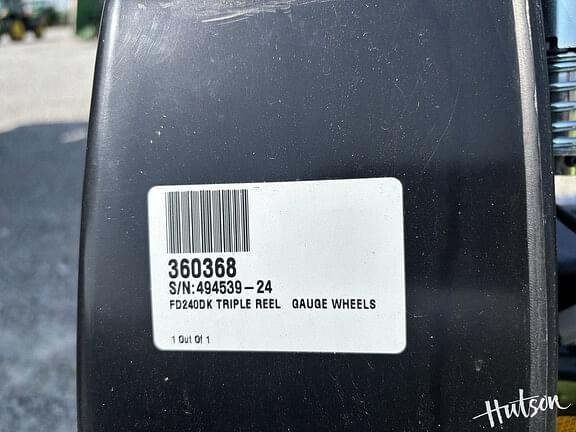 360368
S/N:494539-24
FD240DK TRIPLE REEL GAUGE WHEELS
1 Out Of 1
Hutson